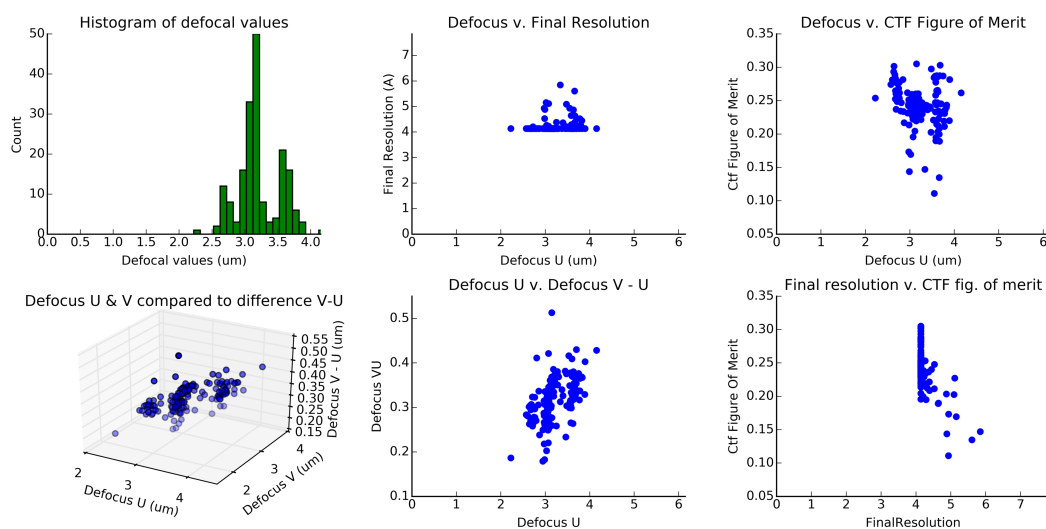 Histogram of defocal values
50
40
30
20
10
0
Count
0.0 0.5 1.0 1.5 2.0 2.5 3.0 3.5 4.0
Defocal values (um)
Defocus v. Final Resolution
7
6
5
4
3
2
1
0
Final Resolution (A)
0 1 2 3 4 5 6
Defocus U (um)
Defocus v. CTF Figure of Merit
0.35
0.30
0.25
0.20
0.15
0.10
0.05
Ctf Figure of Merit
0 1 2 3 4 5 6
Defocus U (um)
Defocus U & V compared to difference V-U
0.55
0.50
0.45
0.40
0.35
0.30
0.25
0.20
0.15
Defocus V - U (um)
2 3 4
Defocus U (um)
2 3 4
Defocus V (um)
Defocus U v. Defocus V - U
0.5
0.4
0.3
0.2
0.1
Defocus VU
0 1 2 3 4 5 6
Defocus U
Final resolution v. CTF fig. of merit
0.35
0.30
0.25
0.20
0.15
0.10
0.05
Ctf Figure Of Merit
0 1 2 3 4 5 6 7
FinalResolution